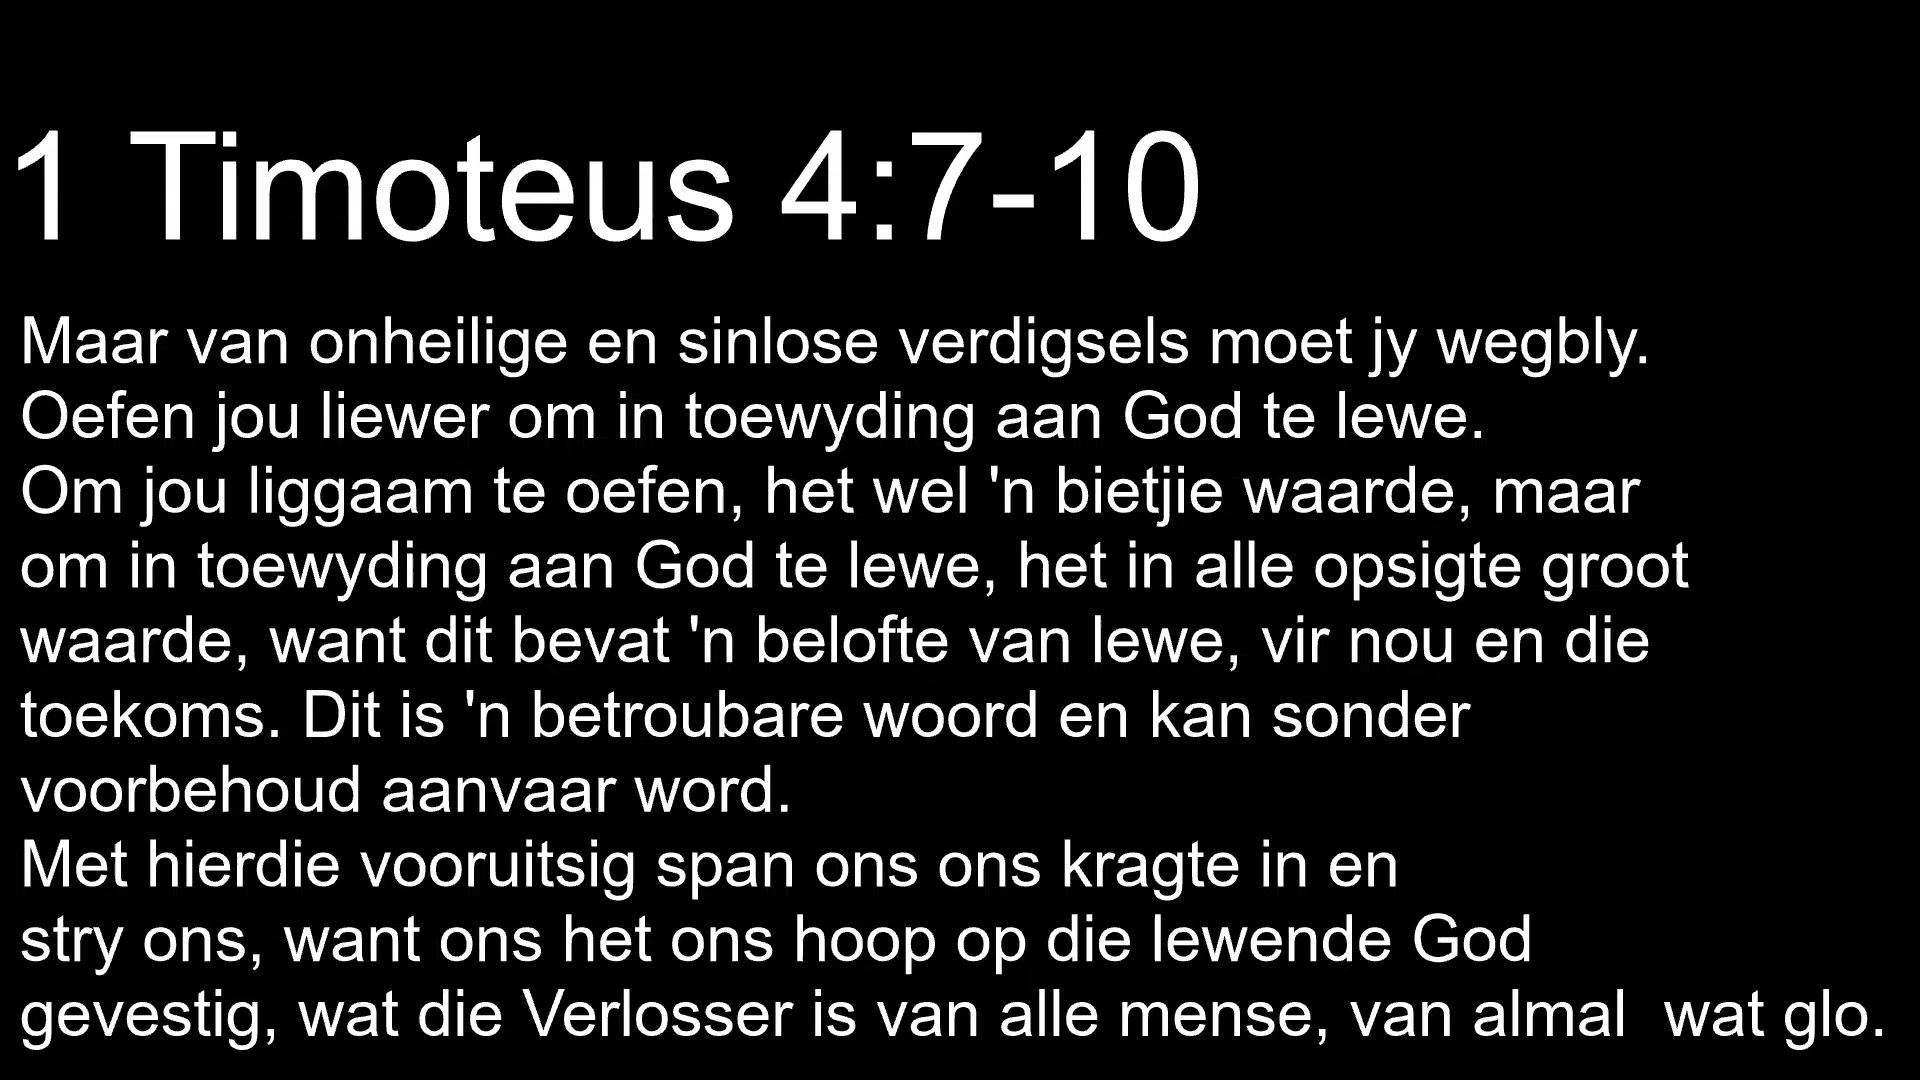 1 Timoteus 4:7-10
Maar van onheilige en sinlose verdigsels moet jy wegbly.
Oefen jou liewer om in toewyding aan God te lewe.
Om jou liggaam te oefen, het wel 'n bietjie waarde, maar
om in toewyding aan God te lewe, het in alle opsigte groot
waarde, want dit bevat 'n belofte van lewe, vir nou en die
toekoms. Dit is 'n betroubare woord en kan sonder
voorbehoud aanvaar word.
Met hierdie vooruitsig span ons ons kragte in en
stry ons, want ons het ons hoop op die lewende God
gevestig, wat die Verlosser is van alle mense, van almal  wat glo.